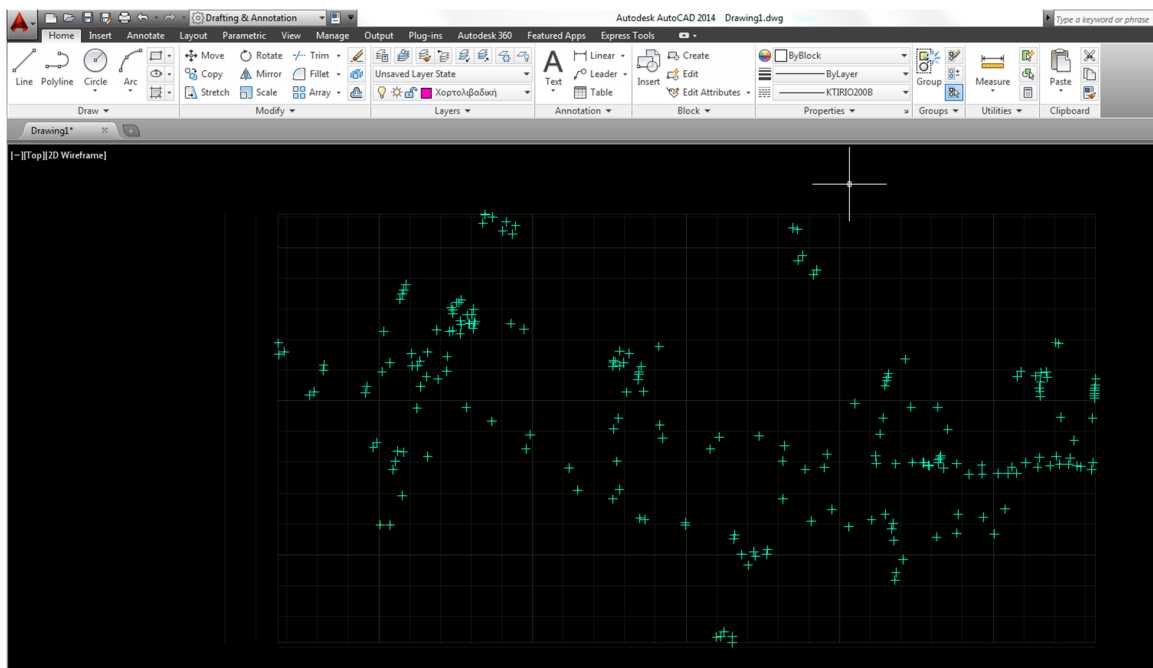 Drafting & Annotation
Autodesk AutoCAD 2014 Drawing1.dwg
Type a keyword or phrase
Home Insert Annotate Layout Parametric View Manage Output Plug-ins Autodesk 360 Featured Apps Express Tools
Line Polyline Circle Arc
Move Rotate Trim
Copy Mirror Fillet
Stretch Scale Array
Unsaved Layer State
Χορτολιβαδική
Text
Linear
Leader
Table
Insert
Create
Edit
Edit Attributes
ByBlock
ByLayer
KTIRIO200B
Group
Measure
Paste
Draw Modify Layers Annotation Block Properties Groups Utilities Clipboard
Drawing1*
[−][Top][2D Wireframe]